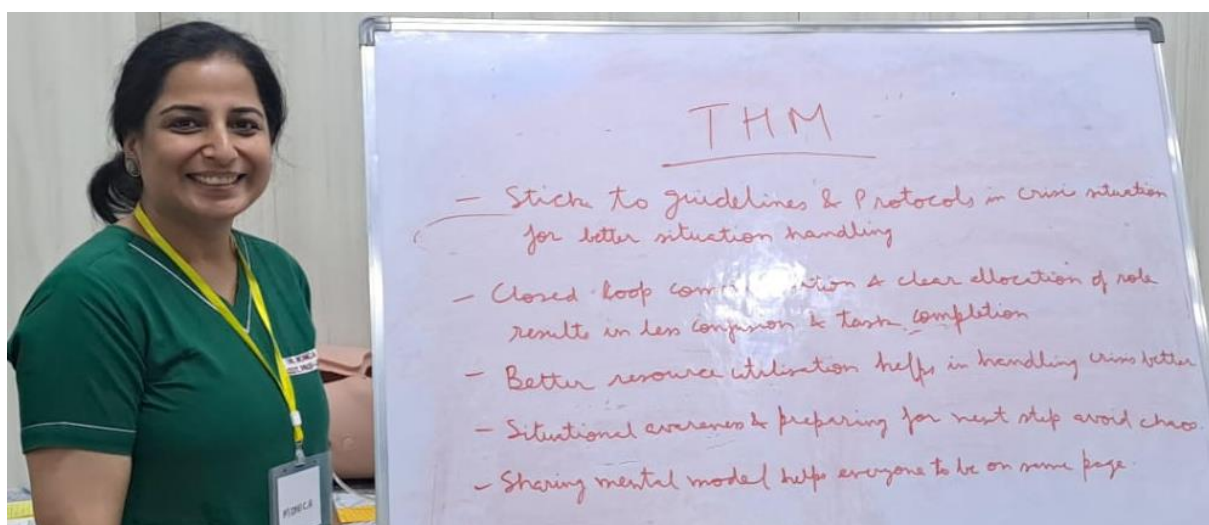 THM
- Stick to guidelines & Protocols in crisi situation
for better situation handling
- Closed loop & clear allocation of role
results in less confusion & task completion
- Better resource utilisation helps in handling crisis better
- Situational awareness & preparing for next step avoid chaos.
- Sharing mental model helps everyone to be on same page.
MONICA